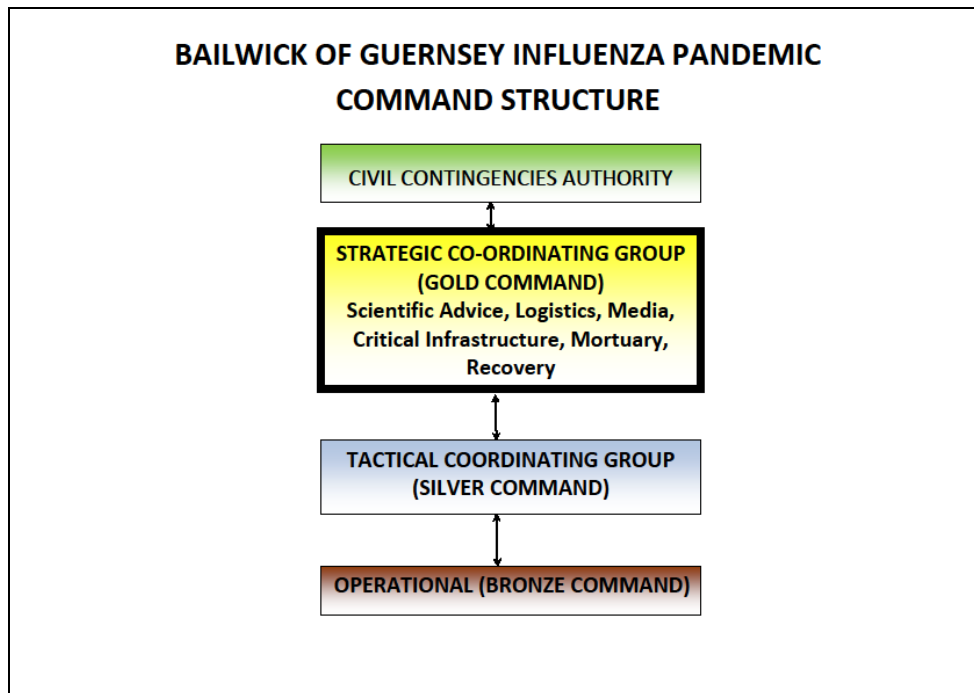 BAILWICK OF GUERNSEY INFLUENZA PANDEMIC
COMMAND STRUCTURE
CIVIL CONTINGENCIES AUTHORITY
STRATEGIC CO-ORDINATING GROUP
(GOLD COMMAND)
Scientific Advice, Logistics, Media,
Critical Infrastructure, Mortuary,
Recovery
TACTICAL COORDINATING GROUP
(SILVER COMMAND)
OPERATIONAL (BRONZE COMMAND)